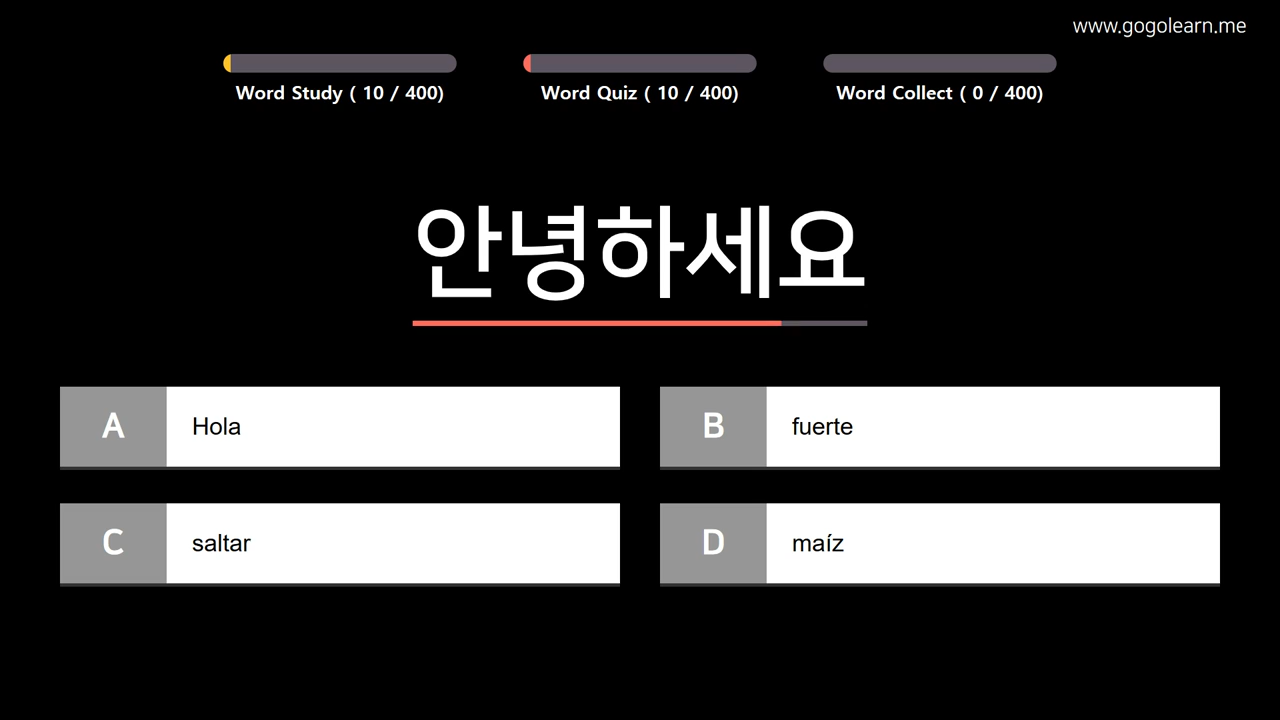 www.gogolearn.me
Word Study ( 10 / 400)
Word Quiz ( 10 / 400)
Word Collect ( 0 / 400)
안녕하세요
A Hola
B fuerte
C saltar
D maíz